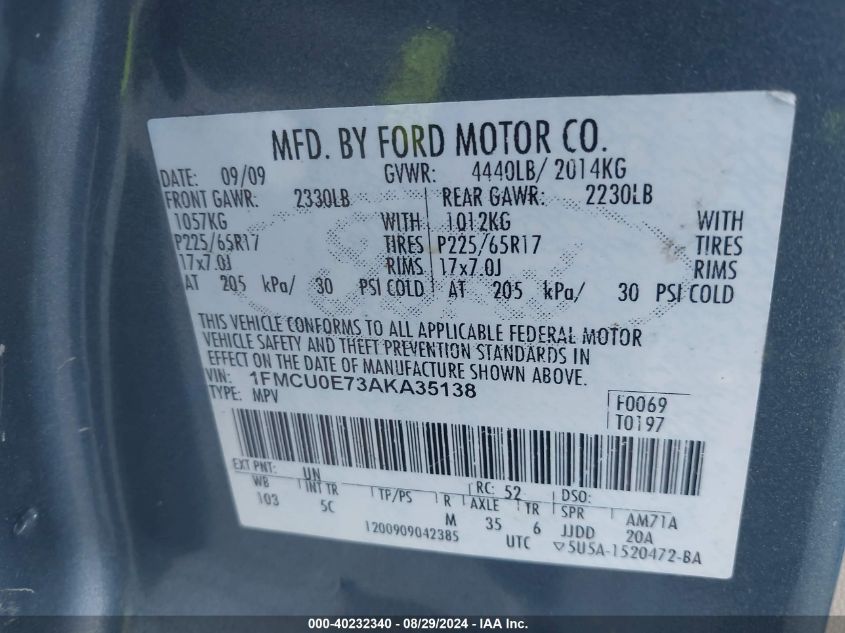 MFD. BY FORD MOTOR CO.
DATE: 09/09 GVWR: 4440LB/ 2014KG
FRONT GAWR: 2330LB REAR GAWR: 2230LB
1057KG WITH 1012KG WITH
P225/65R17 TIRES P225/65R17 TIRES
17x7.0J RIMS 17x7.0J RIMS
AT 205 kPa/ 30 PSI COLD AT 205 kPa/ 30 PSI COLD
THIS VEHICLE CONFORMS TO ALL APPLICABLE FEDERAL MOTOR
VEHICLE SAFETY AND THEFT PREVENTION STANDARDS IN
EFFECT ON THE DATE OF MANUFACTURE SHOWN ABOVE.
VIN: 1FMCU0E73AKA35138
TYPE: MPV
F0069
T0197
EXT PNT: UN RC: 52 DSO:
WB INT TR TP/PS R AXLE TR SPR AM71A
103 5C M 35 6 JJDD 20A
1200909042385 UTC ▽5U5A-1520472-BA
000-40232340 - 08/29/2024 - IAA Inc.